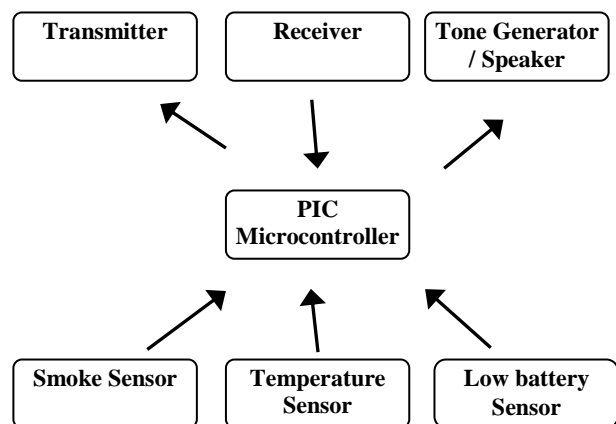 Transmitter
Receiver
Tone Generator
/ Speaker
PIC
Microcontroller
Smoke Sensor
Temperature
Sensor
Low battery
Sensor